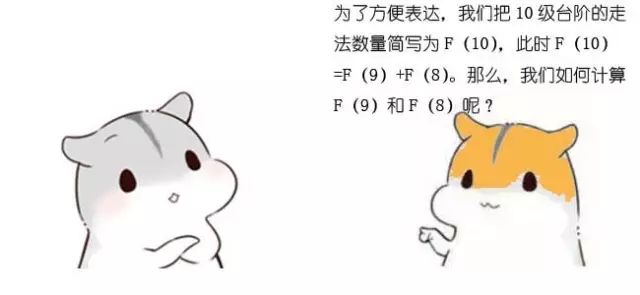 为了方便表达，我们把 10 级台阶的走
法数量简写为 F（10），此时 F（10）
=F（9）+F（8）。那么，我们如何计算
F（9）和 F（8）呢？